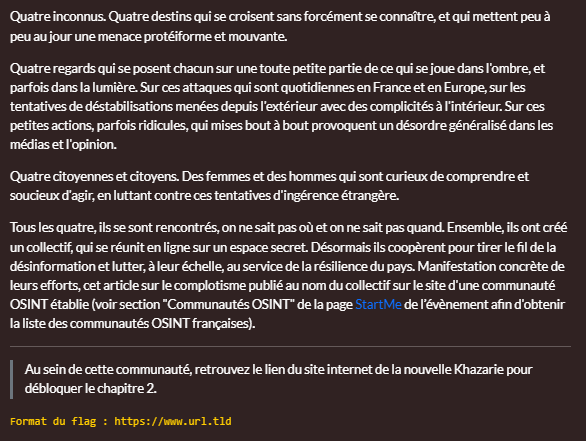 Quatre inconnus. Quatre destins qui se croisent sans forcément se connaître, et qui mettent peu à
peu au jour une menace protéiforme et mouvante.
Quatre regards qui se posent chacun sur une toute petite partie de ce qui se joue dans l'ombre, et
parfois dans la lumière. Sur ces attaques qui sont quotidiennes en France et en Europe, sur les
tentatives de déstabilisations menées depuis l'extérieur avec des complicités à l'intérieur. Sur ces
petites actions, parfois ridicules, qui mises bout à bout provoquent un désordre généralisé dans les
médias et l'opinion.
Quatre citoyennes et citoyens. Des femmes et des hommes qui sont curieux de comprendre et
soucieux d'agir, en luttant contre ces tentatives d'ingérence étrangère.
Tous les quatre, ils se sont rencontrés, on ne sait pas où et on ne sait pas quand. Ensemble, ils ont créé
un collectif, qui se réunit en ligne sur un espace secret. Désormais ils coopèrent pour tirer le fil de la
désinformation et lutter, à leur échelle, au service de la résilience du pays. Manifestation concrète de
leurs efforts, cet article sur le complotisme publié au nom du collectif sur le site d'une communauté
OSINT établie (voir section "Communautés OSINT" de la page StartMe de l'évènement afin d'obtenir
la liste des communautés OSINT françaises).
Au sein de cette communauté, retrouvez le lien du site internet de la nouvelle Khazarie pour
débloquer le chapitre 2.
Format du flag : https://www.url.tld